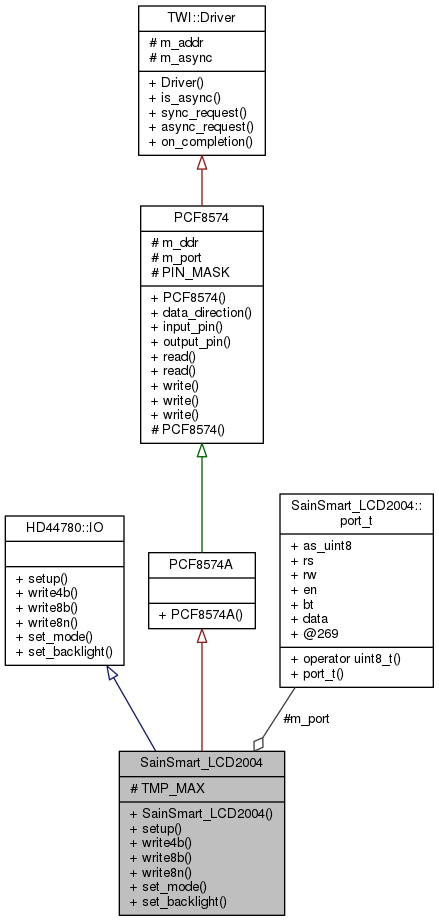 TWI::Driver
# m_addr
# m_async
+ Driver()
+ is_async()
+ sync_request()
+ async_request()
+ on_completion()
PCF8574
# m_ddr
# m_port
# PIN_MASK
+ PCF8574()
+ data_direction()
+ input_pin()
+ output_pin()
+ read()
+ read()
+ write()
+ write()
+ write()
# PCF8574()
HD44780::IO
+ setup()
+ write4b()
+ write8b()
+ write8n()
+ set_mode()
+ set_backlight()
PCF8574A
+ PCF8574A()
SainSmart_LCD2004::
port_t
+ as_uint8
+ rs
+ rw
+ en
+ bt
+ data
+ @269
+ operator uint8_t()
+ port_t()
#m_port
SainSmart_LCD2004
# TMP_MAX
+ SainSmart_LCD2004()
+ setup()
+ write4b()
+ write8b()
+ write8n()
+ set_mode()
+ set_backlight()